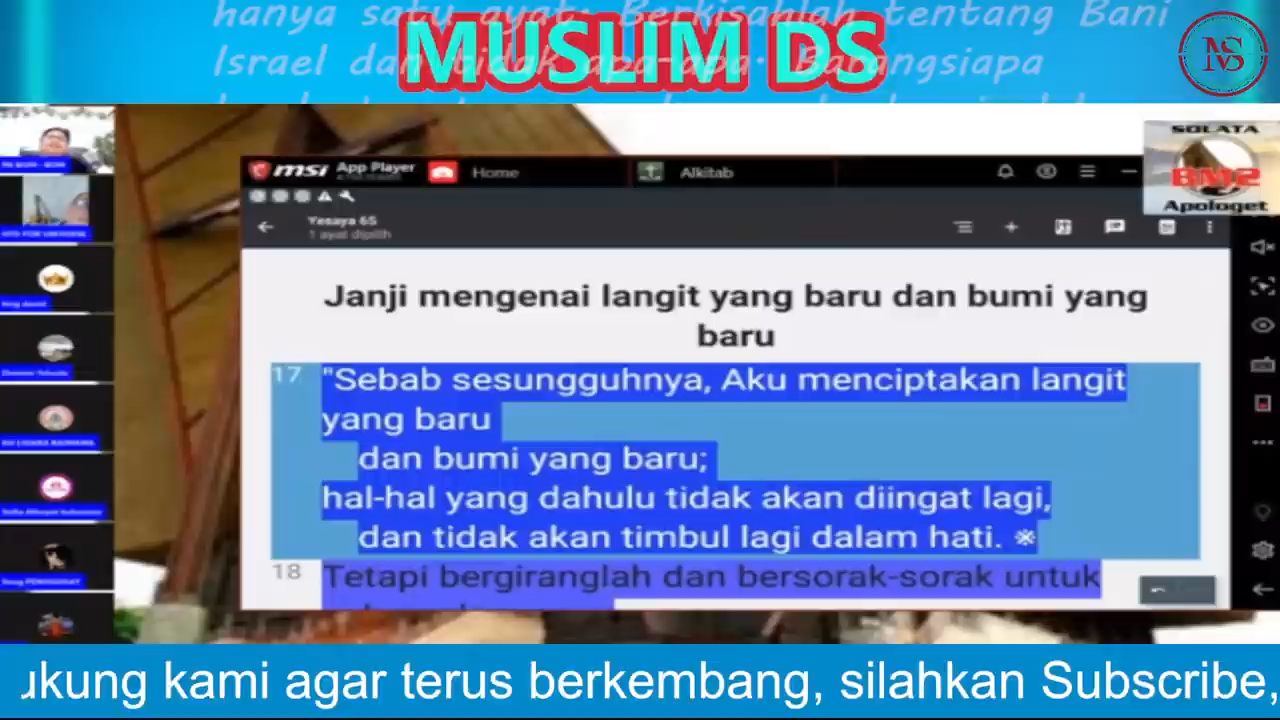 hanya satu ayat. Berkisahlah tentang Bani
Israel dan tidak apa-apa. Barangsiapa
MUSLIM DS
MS
SOLATA
BM2
Apologet
msi App Player
Home
Alkitab
Yesaya 65
1 ayat dipilih
Janji mengenai langit yang baru dan bumi yang
baru
17 "Sebab sesungguhnya, Aku menciptakan langit
yang baru
dan bumi yang baru;
hal-hal yang dahulu tidak akan diingat lagi,
dan tidak akan timbul lagi dalam hati. ※
18 Tetapi bergiranglah dan bersorak-sorak untuk
ukung kami agar terus berkembang, silahkan Subscribe,